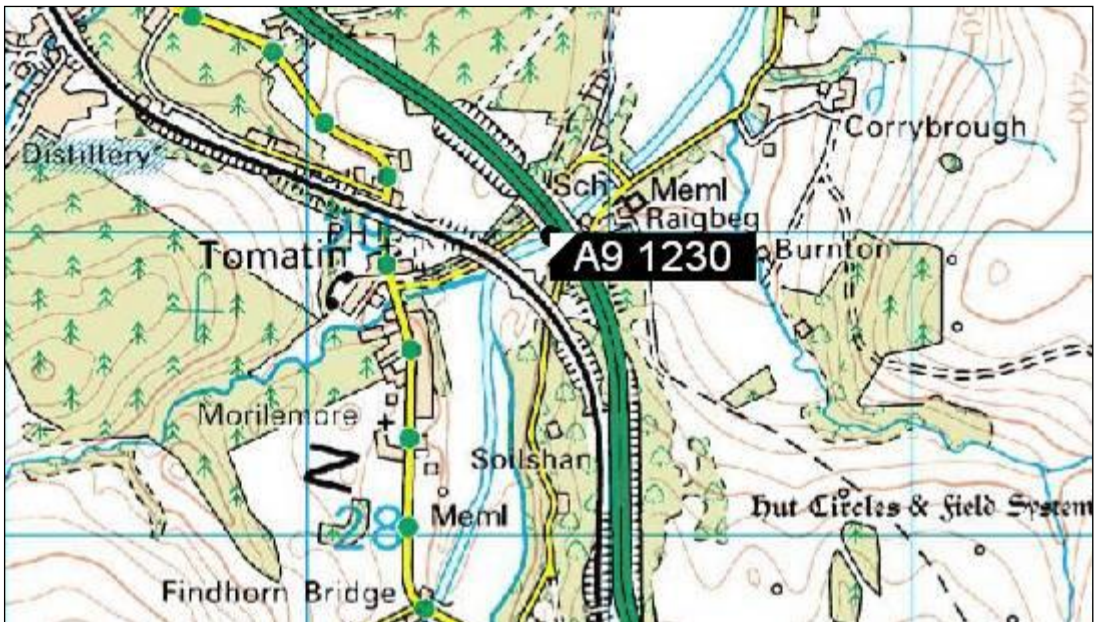 Corrybrough
Distillery
Sch
Meml
Raigbeg
PH
29
Tomatin
A9 1230
Burnton
Morilemore
Soilshan
N
28
Meml
Hut Circles & Field System
Findhorn Bridge